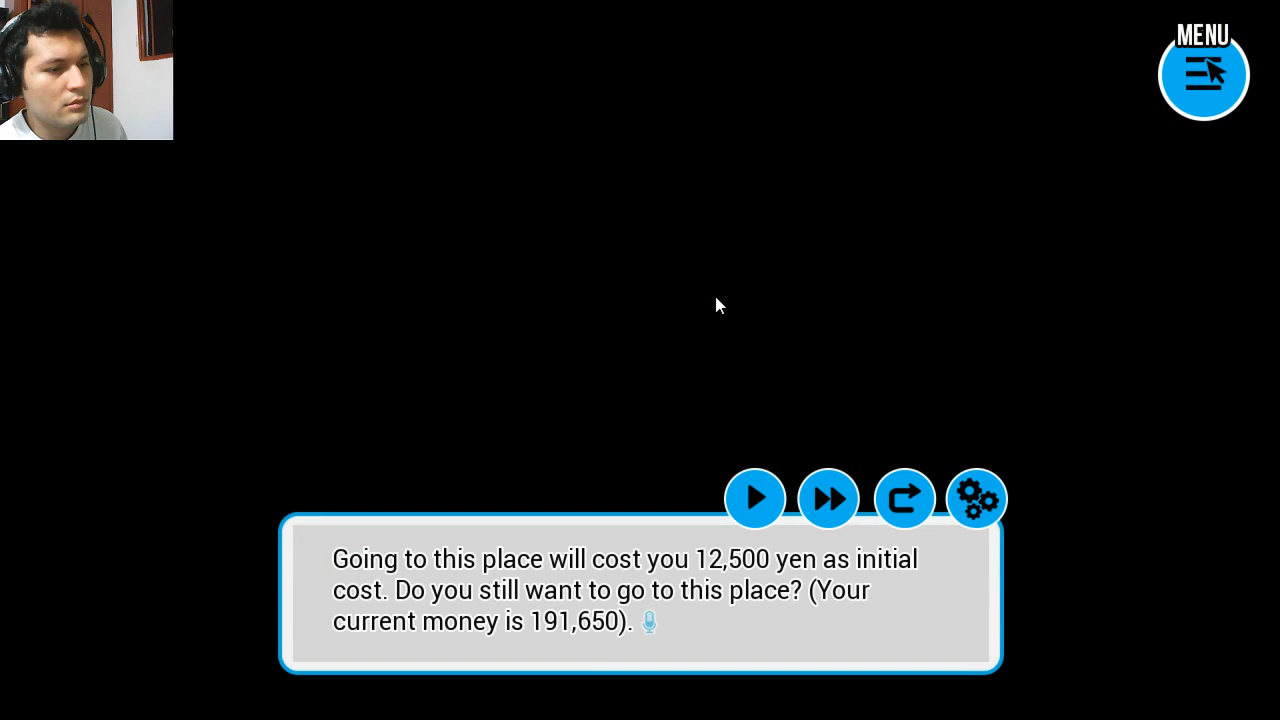 MENU
Going to this place will cost you 12,500 yen as initial
cost. Do you still want to go to this place? (Your
current money is 191,650).